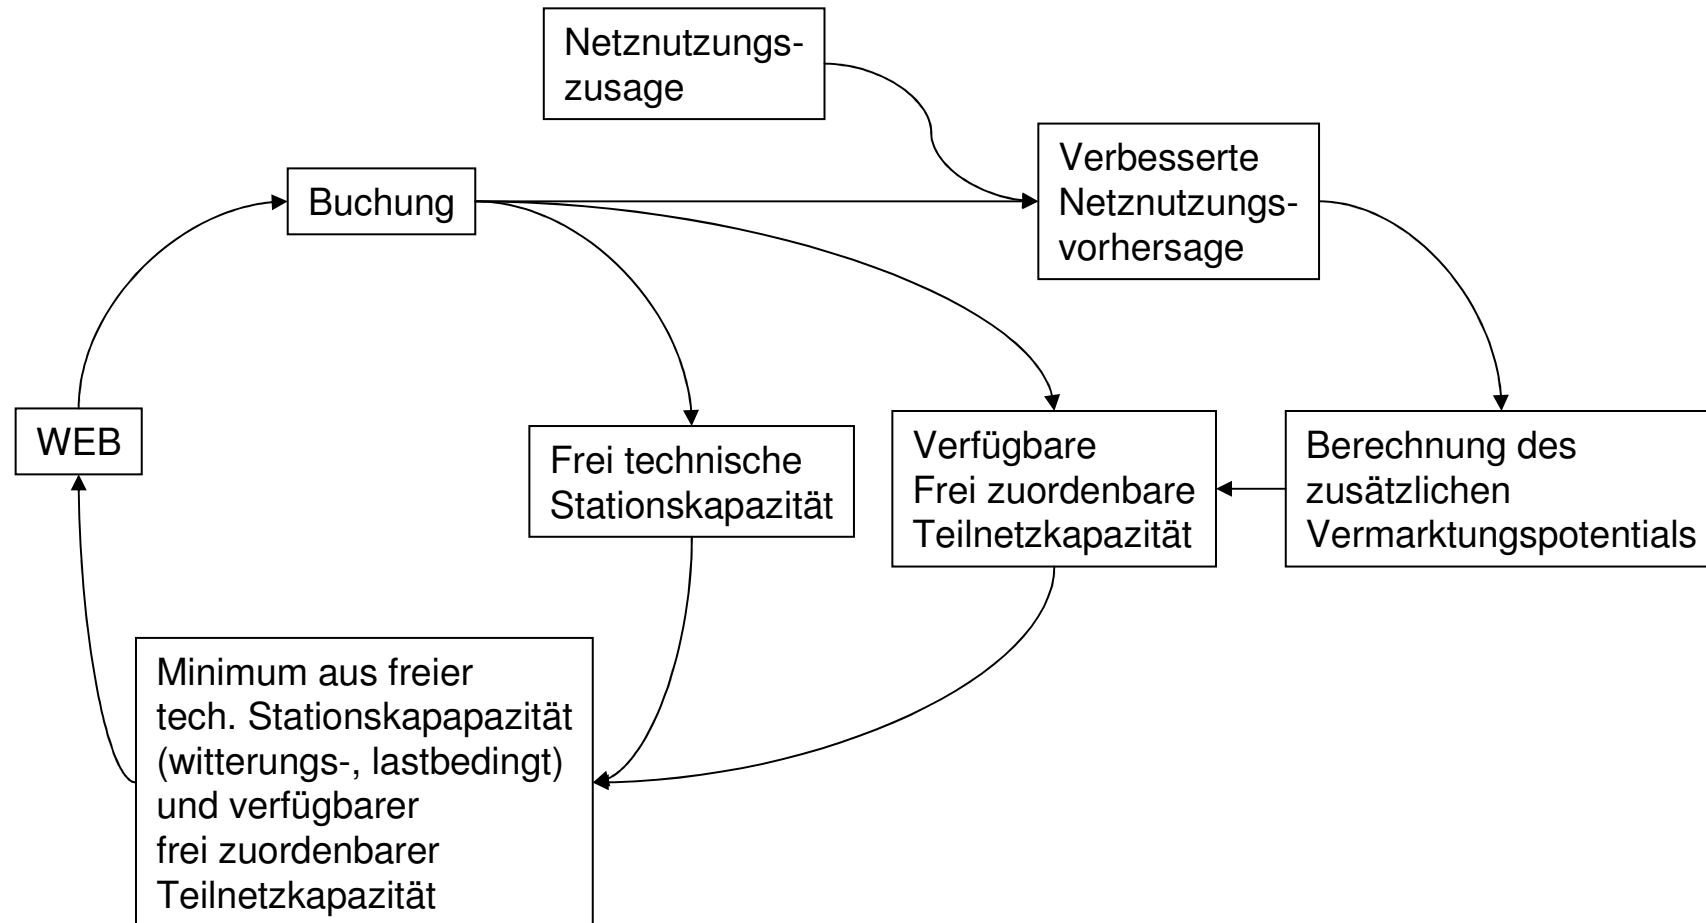 Netznutzungs-
zusage
Verbesserte
Netznutzungs-
vorhersage
Buchung
WEB
Frei technische
Stationskapazität
Verfügbare
Frei zuordenbare
Teilnetzkapazität
Berechnung des
zusätzlichen
Vermarktungspotentials
Minimum aus freier
tech. Stationskapapazität
(witterungs-, lastbedingt)
und verfügbarer
frei zuordenbarer
Teilnetzkapazität